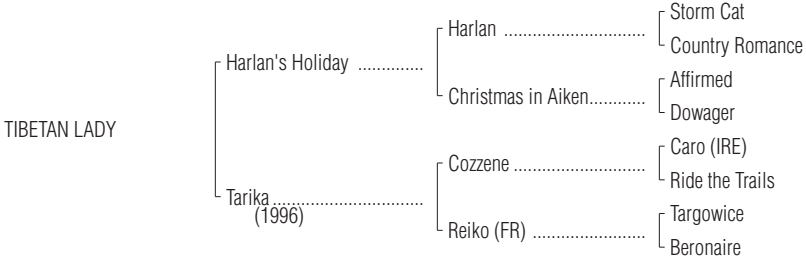 Storm Cat
Harlan ..............................
Country Romance
Harlan's Holiday ..............
Affirmed
Christmas in Aiken............
Dowager
TIBETAN LADY
Caro (IRE)
Cozzene ............................
Ride the Trails
Tarika ................................
(1996)
Targowice
Reiko (FR) ........................
Beronaire